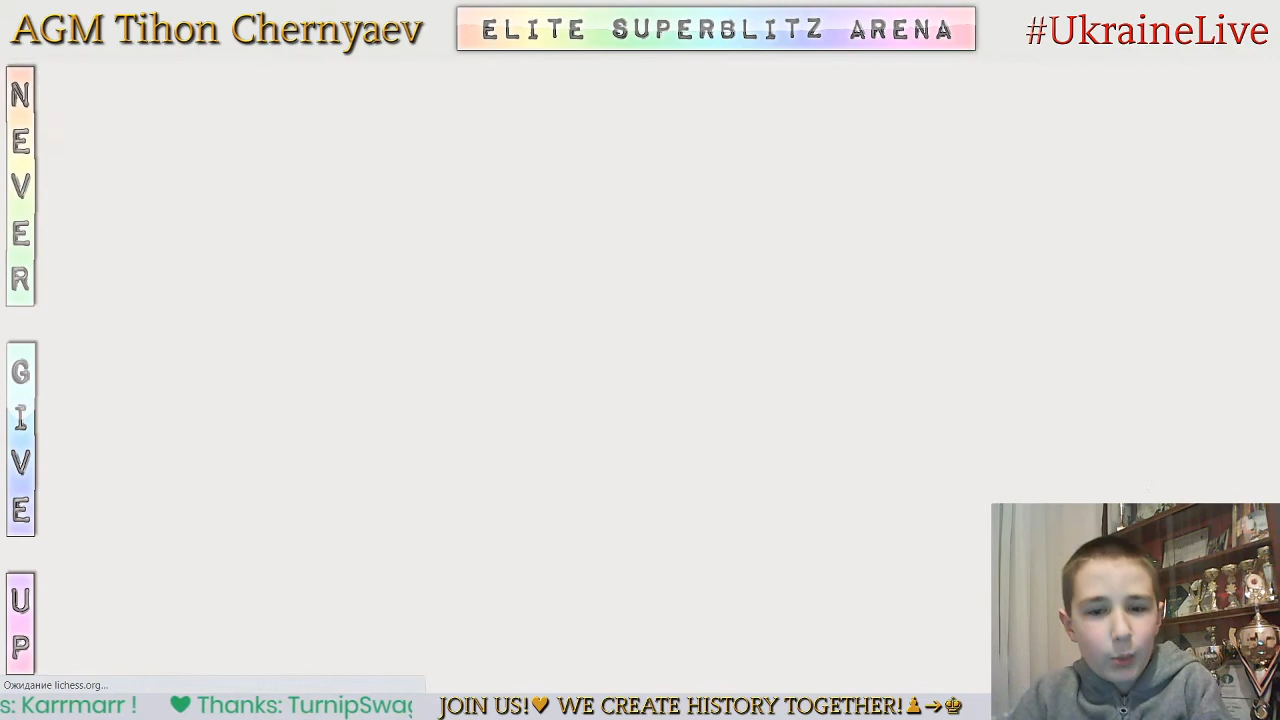 AGM Tihon Chernyaev
ELITE SUPERBLITZ ARENA
#UkraineLive
NEVER
GIVE
UP
Ожидание lichess.org...
s: Karrmarr !
Thanks: TurnipSwag
JOIN US!🧡 WE CREATE HISTORY TOGETHER!♟→♚